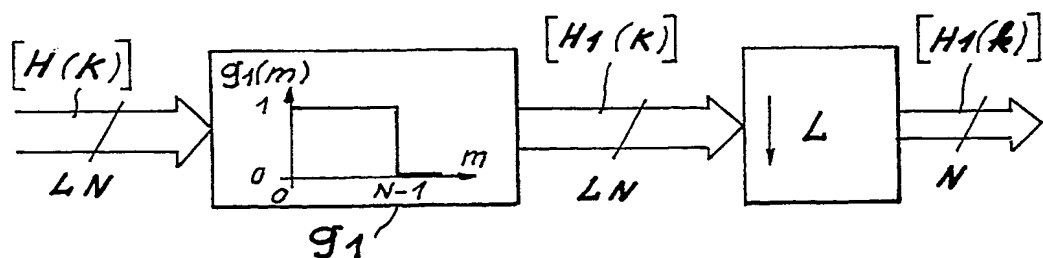 [H(K)]
LN
g1(m)
1
0
0
N-1
m
g1
[H1(K)]
LN
↓ L
[H1(k)]
N